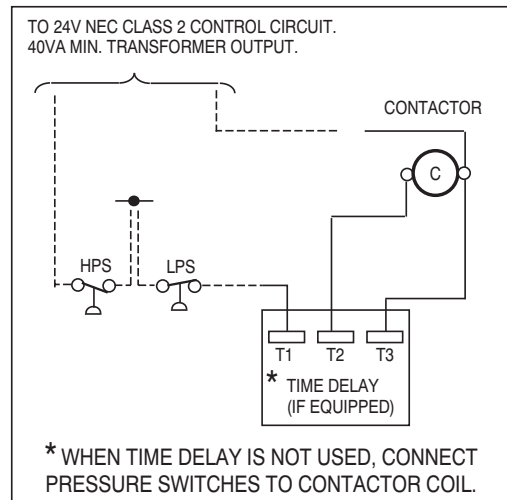 TO 24V NEC CLASS 2 CONTROL CIRCUIT.
40VA MIN. TRANSFORMER OUTPUT.
CONTACTOR
C
HPS
LPS
T1 T2 T3
* TIME DELAY
(IF EQUIPPED)
* WHEN TIME DELAY IS NOT USED, CONNECT
PRESSURE SWITCHES TO CONTACTOR COIL.